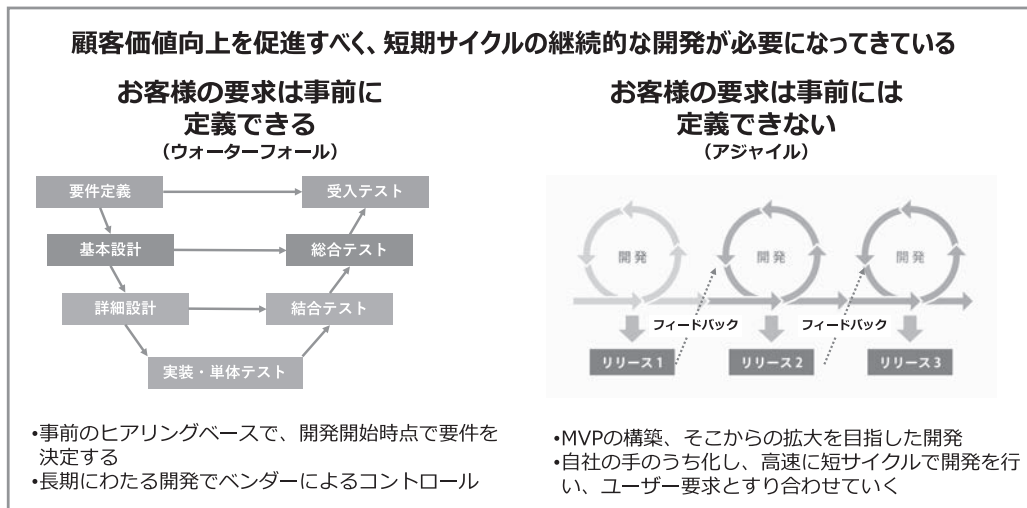 顧客価値向上を促進すべく、短期サイクルの継続的な開発が必要になってきている
お客様の要求は事前に
定義できる
（ウォーターフォール）
要件定義
受入テスト
基本設計
総合テスト
詳細設計
結合テスト
実装・単体テスト
•事前のヒアリングベースで、開発開始時点で要件を
決定する
•長期にわたる開発でベンダーによるコントロール
お客様の要求は事前には
定義できない
（アジャイル）
開発
開発
開発
フィードバック
フィードバック
リリース1
リリース2
リリース3
•MVPの構築、そこからの拡大を目指した開発
•自社の手のうち化し、高速に短サイクルで開発を行
い、ユーザー要求とすり合わせていく